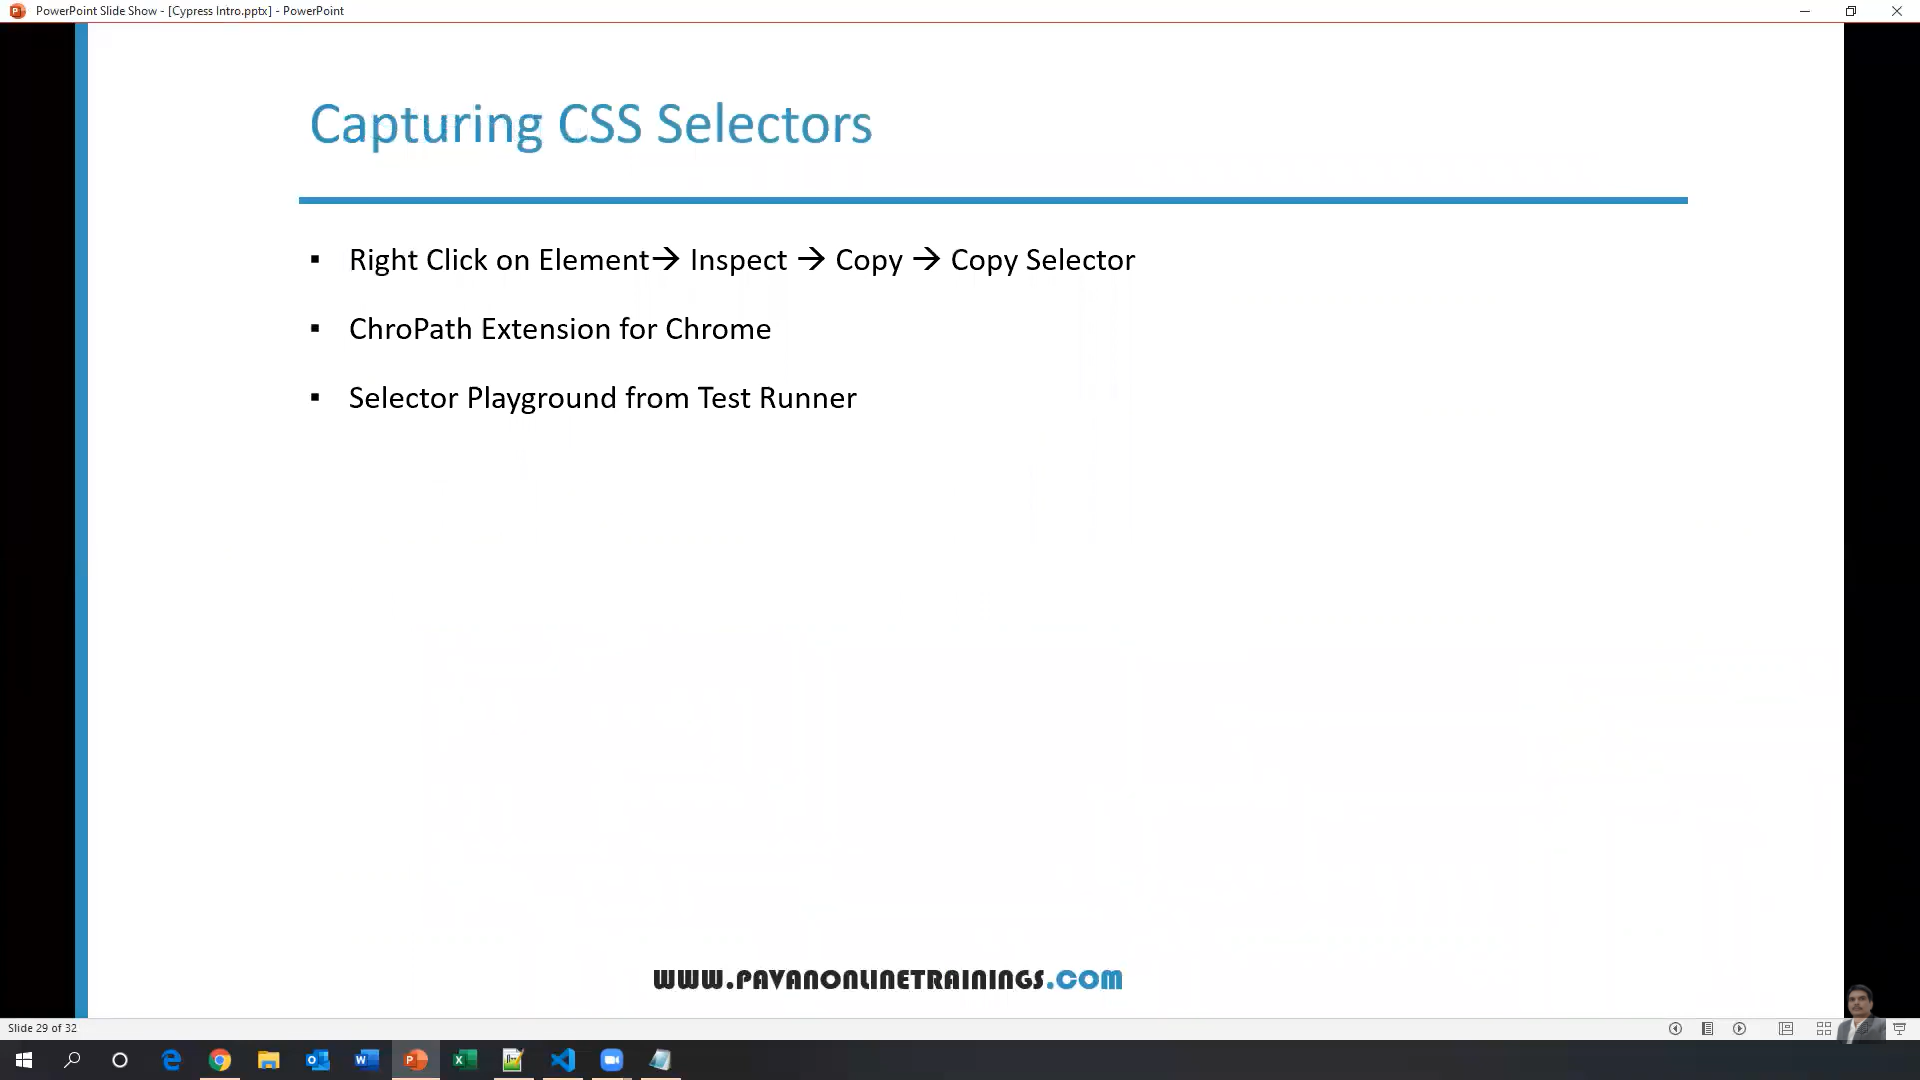 PowerPoint Slide Show - [Cypress Intro.pptx] - PowerPoint
Capturing CSS Selectors
▪ Right Click on Element→ Inspect → Copy → Copy Selector
▪ ChroPath Extension for Chrome
▪ Selector Playground from Test Runner
WWW.PAVANONLINETRAININGS.COM
Slide 29 of 32